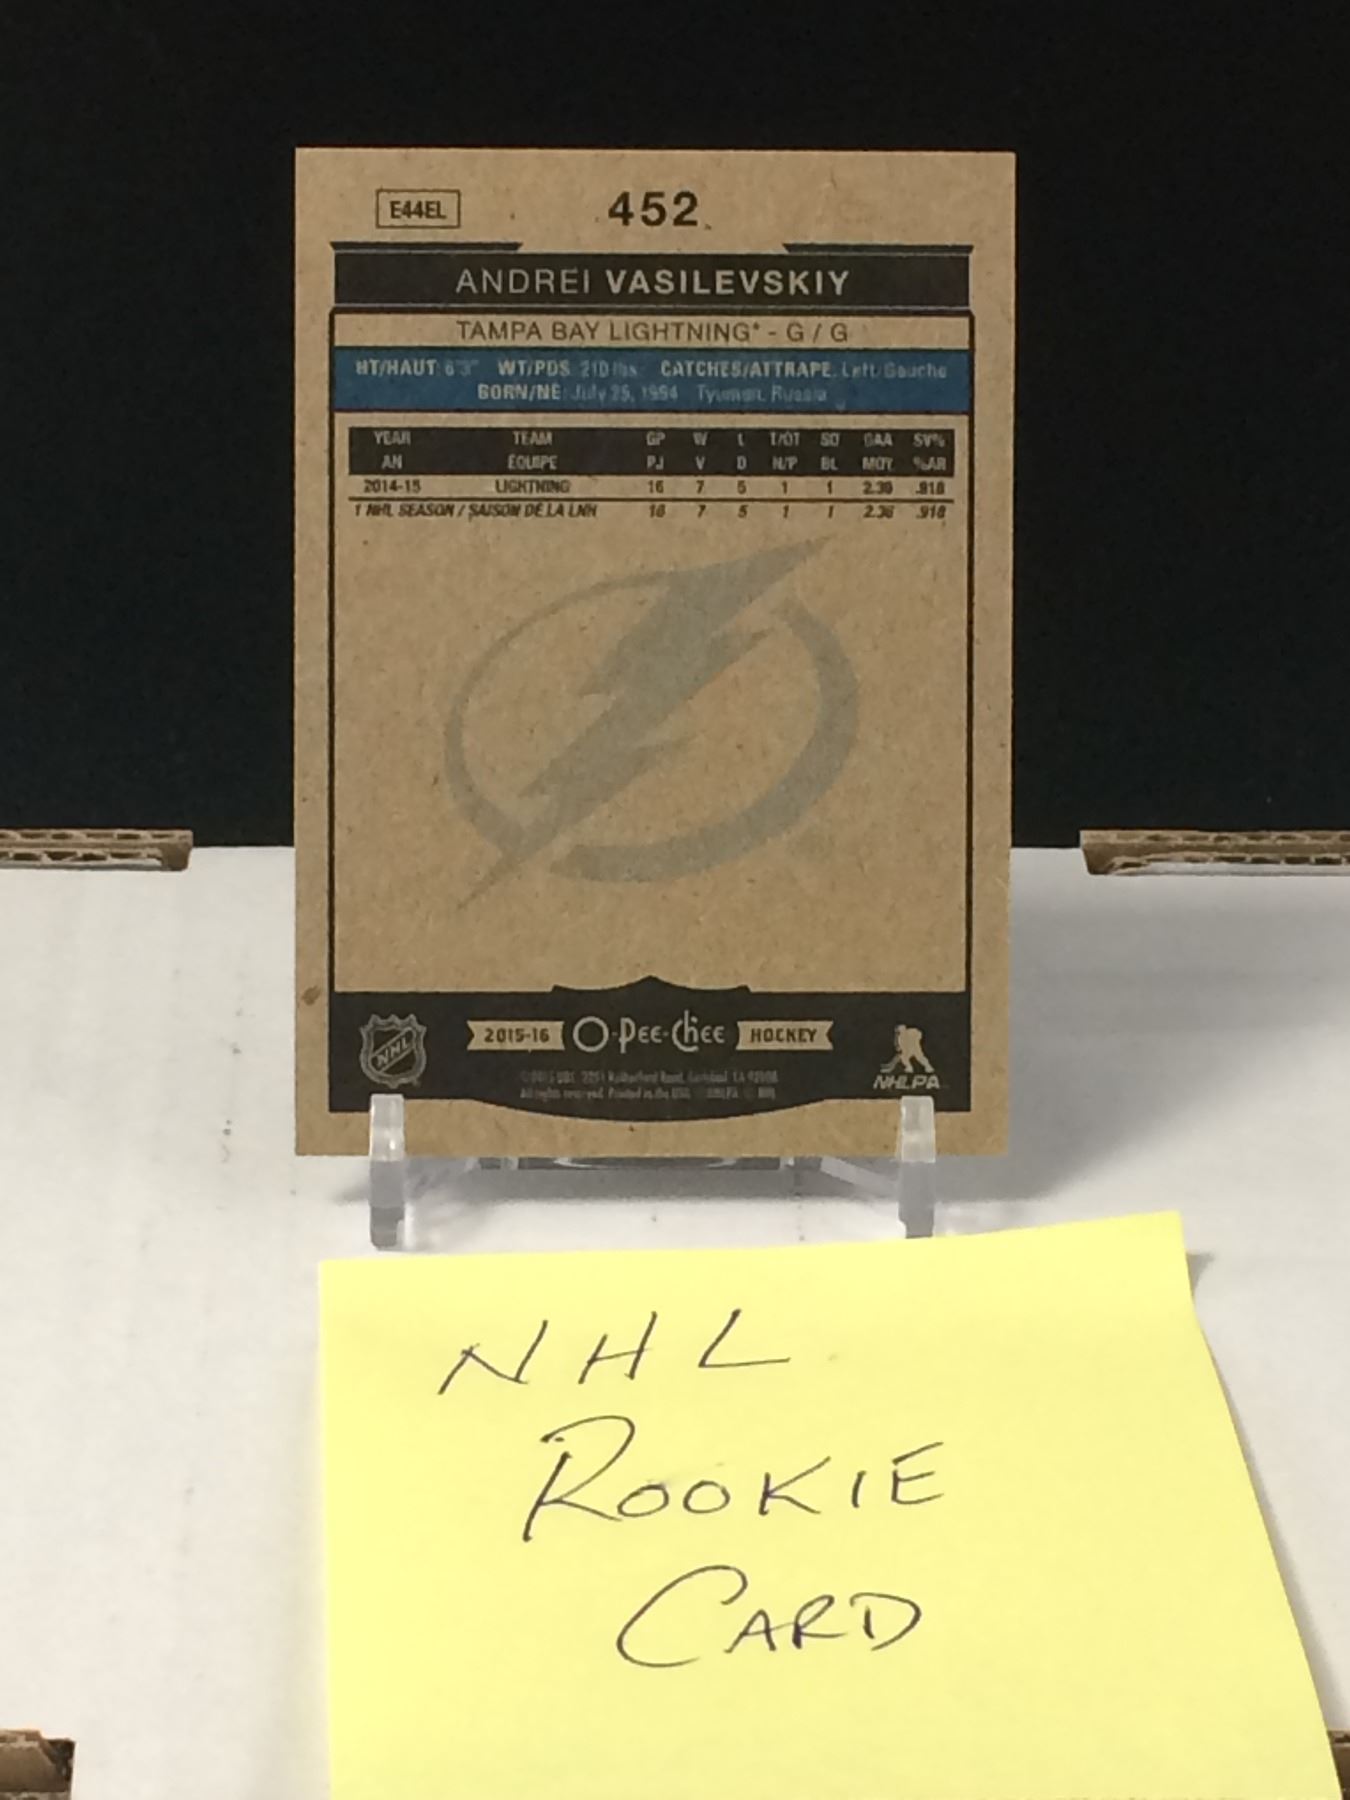 E44EL 452
ANDREI VASILEVSKIY
TAMPA BAY LIGHTNING* - G / G
HT/HAUT: 6'3" WT/PDS: 210 lbs. CATCHES/ATTRAPE: Left/Gauche
BORN/NÉ: July 25, 1994 Tyumen, Russia
YEAR TEAM GP W L T/OT SO GAA SV%
AN ÉQUIPE PJ V D N/P BL MOY %AR
2014-15 LIGHTNING 16 7 5 1 1 2.36 .918
1 NHL SEASON / SAISON DE LA LNH 16 7 5 1 1 2.36 .918
NHL 2015-16 O-PEE-CHEE HOCKEY
NHLPA
NHL
ROOKIE
CARD